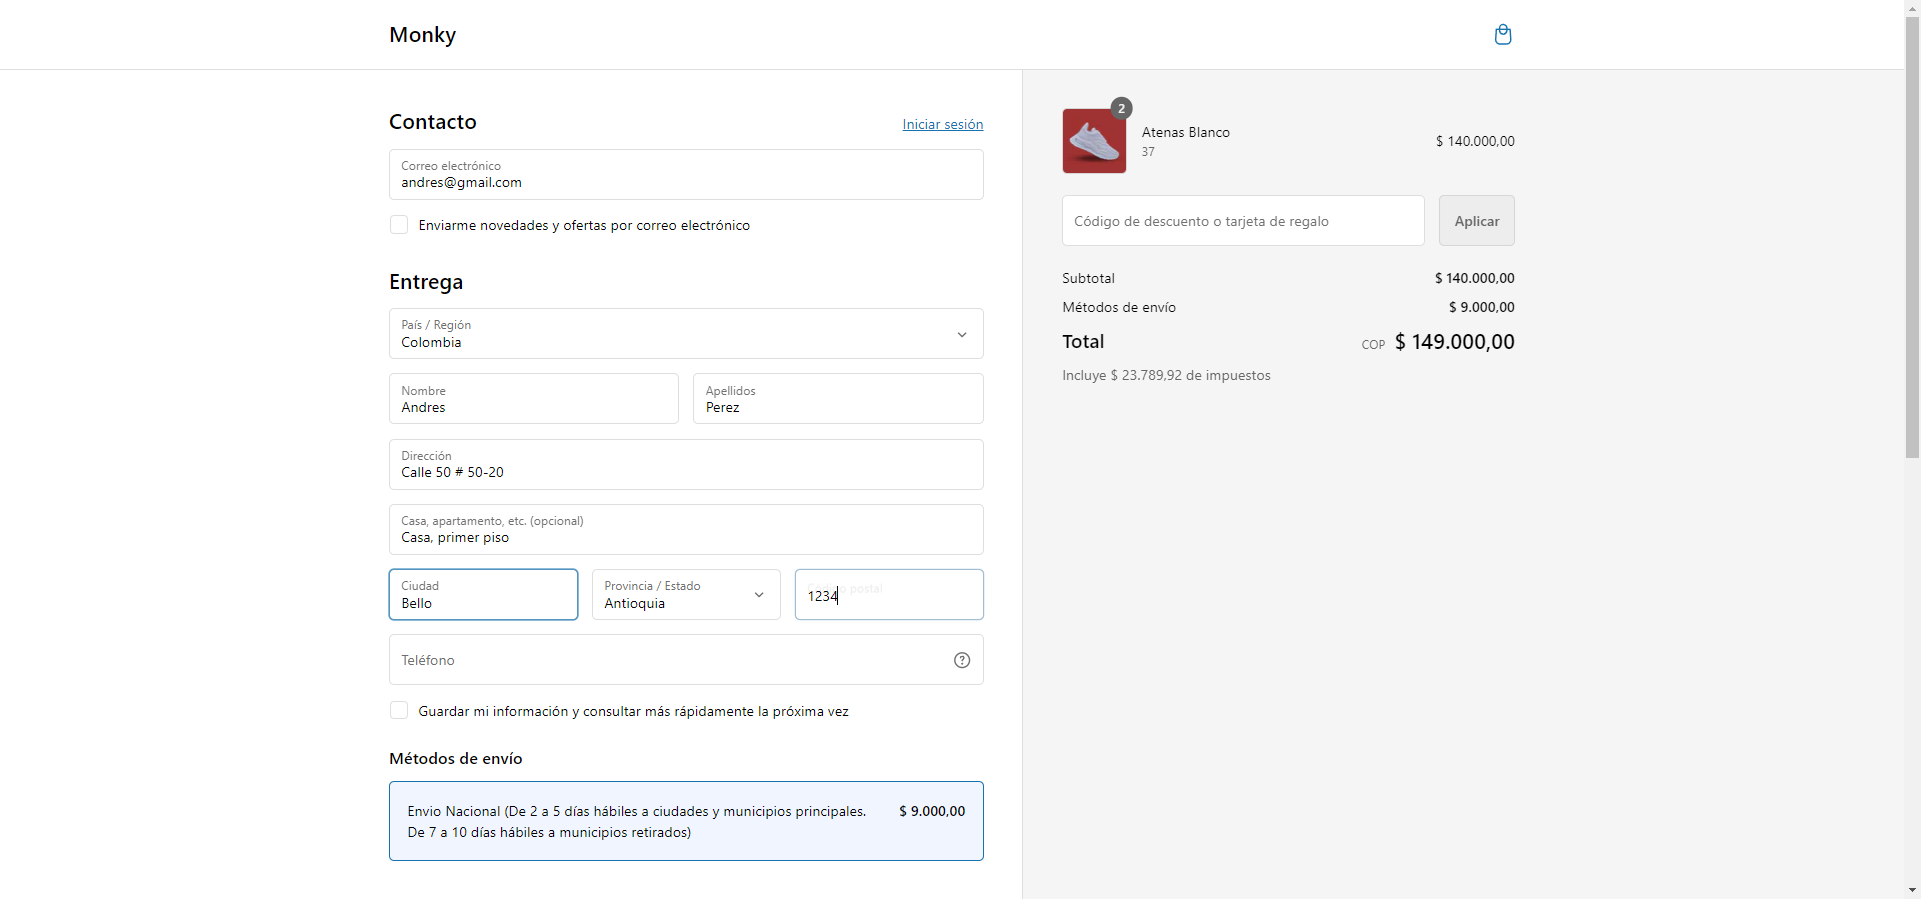 Monky
Contacto
Iniciar sesión
Correo electrónico
andres@gmail.com
Enviarme novedades y ofertas por correo electrónico
Entrega
País / Región
Colombia
Nombre
Andres
Apellidos
Perez
Dirección
Calle 50 # 50-20
Casa, apartamento, etc. (opcional)
Casa, primer piso
Ciudad
Bello
Provincia / Estado
Antioquia
postal
1234
Teléfono
Guardar mi información y consultar más rápidamente la próxima vez
Métodos de envío
Envio Nacional (De 2 a 5 días hábiles a ciudades y municipios principales.
De 7 a 10 días hábiles a municipios retirados)
$ 9.000,00
2
Atenas Blanco
37
$ 140.000,00
Código de descuento o tarjeta de regalo
Aplicar
Subtotal
$ 140.000,00
Métodos de envío
$ 9.000,00
Total
COP $ 149.000,00
Incluye $ 23.789,92 de impuestos